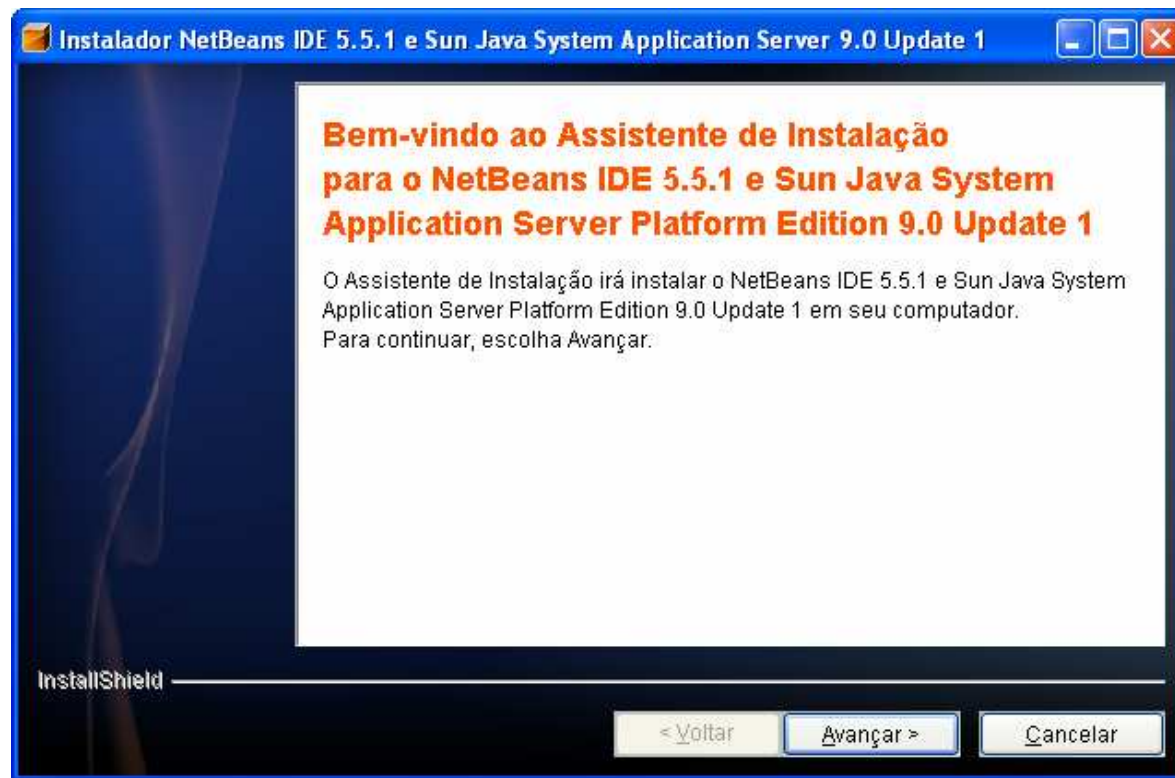 Instalador NetBeans IDE 5.5.1 e Sun Java System Application Server 9.0 Update 1
Bem-vindo ao Assistente de Instalação
para o NetBeans IDE 5.5.1 e Sun Java System
Application Server Platform Edition 9.0 Update 1
O Assistente de Instalação irá instalar o NetBeans IDE 5.5.1 e Sun Java System
Application Server Platform Edition 9.0 Update 1 em seu computador.
Para continuar, escolha Avançar.
InstallShield
< Voltar Avançar > Cancelar